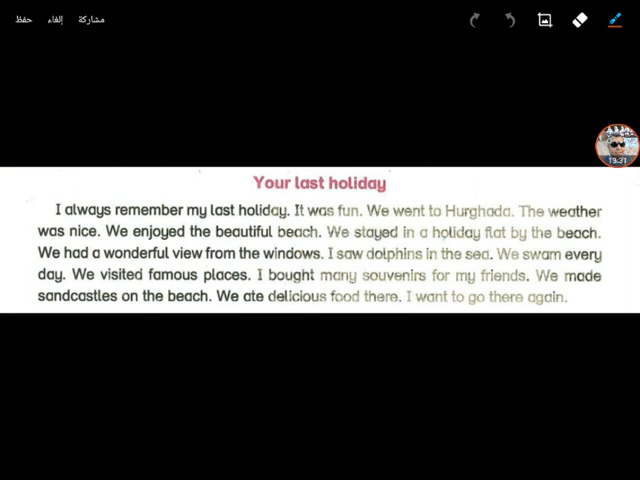 حفظ إلغاء مشاركة
13:31
Your last holiday
I always remember my last holiday. It was fun. We went to Hurghada. The weather
was nice. We enjoyed the beautiful beach. We stayed in a holiday flat by the beach.
We had a wonderful view from the windows. I saw dolphins in the sea. We swam every
day. We visited famous places. I bought many souvenirs for my friends. We made
sandcastles on the beach. We ate delicious food there. I want to go there again.